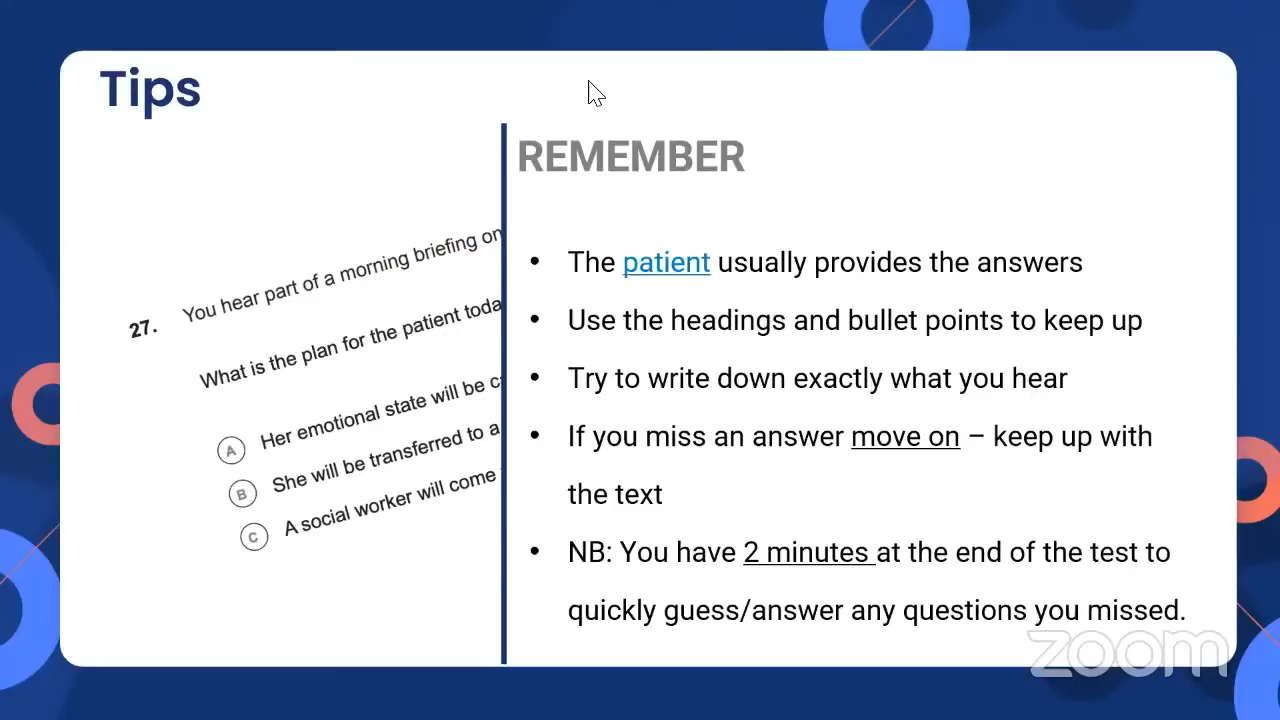 Tips
27. You hear part of a morning briefing on
What is the plan for the patient toda
A Her emotional state will be c
B She will be transferred to a
C A social worker will come
REMEMBER
• The patient usually provides the answers
• Use the headings and bullet points to keep up
• Try to write down exactly what you hear
• If you miss an answer move on – keep up with
the text
• NB: You have 2 minutes at the end of the test to
quickly guess/answer any questions you missed.
zoom